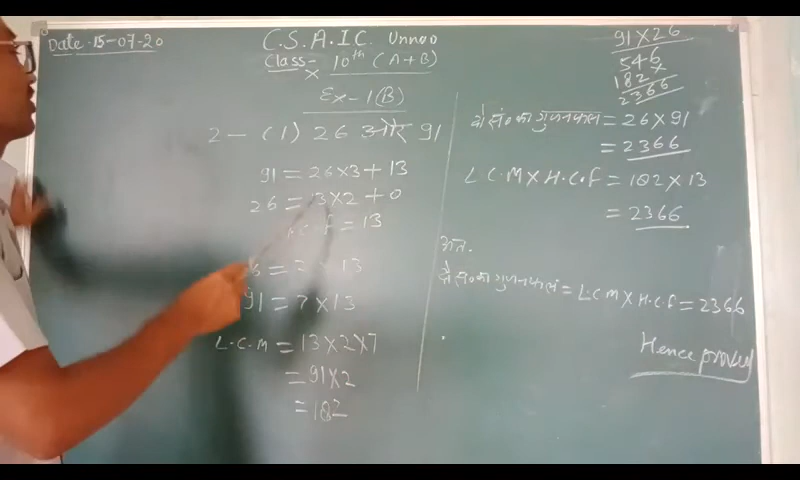 Date-15-07-20
C.S.A.I.C. Unnao
Class- 10th (A+B)
Ex-1(B)
2-(1) 26 और 91
91 = 26×3 + 13
26 = 13×2 + 0
= 13
= 2 × 13
91 = 7 × 13
L.C.M = 13×2×7
= 91×2
= 182
91×26
546
182×
2366
दो सं० का गुणनफल = 26×91
= 2366
L.C.M × H.C.F = 182×13
= 2366
अतः
दो सं० का गुणनफल = L.C.M × H.C.F = 2366
Hence proved